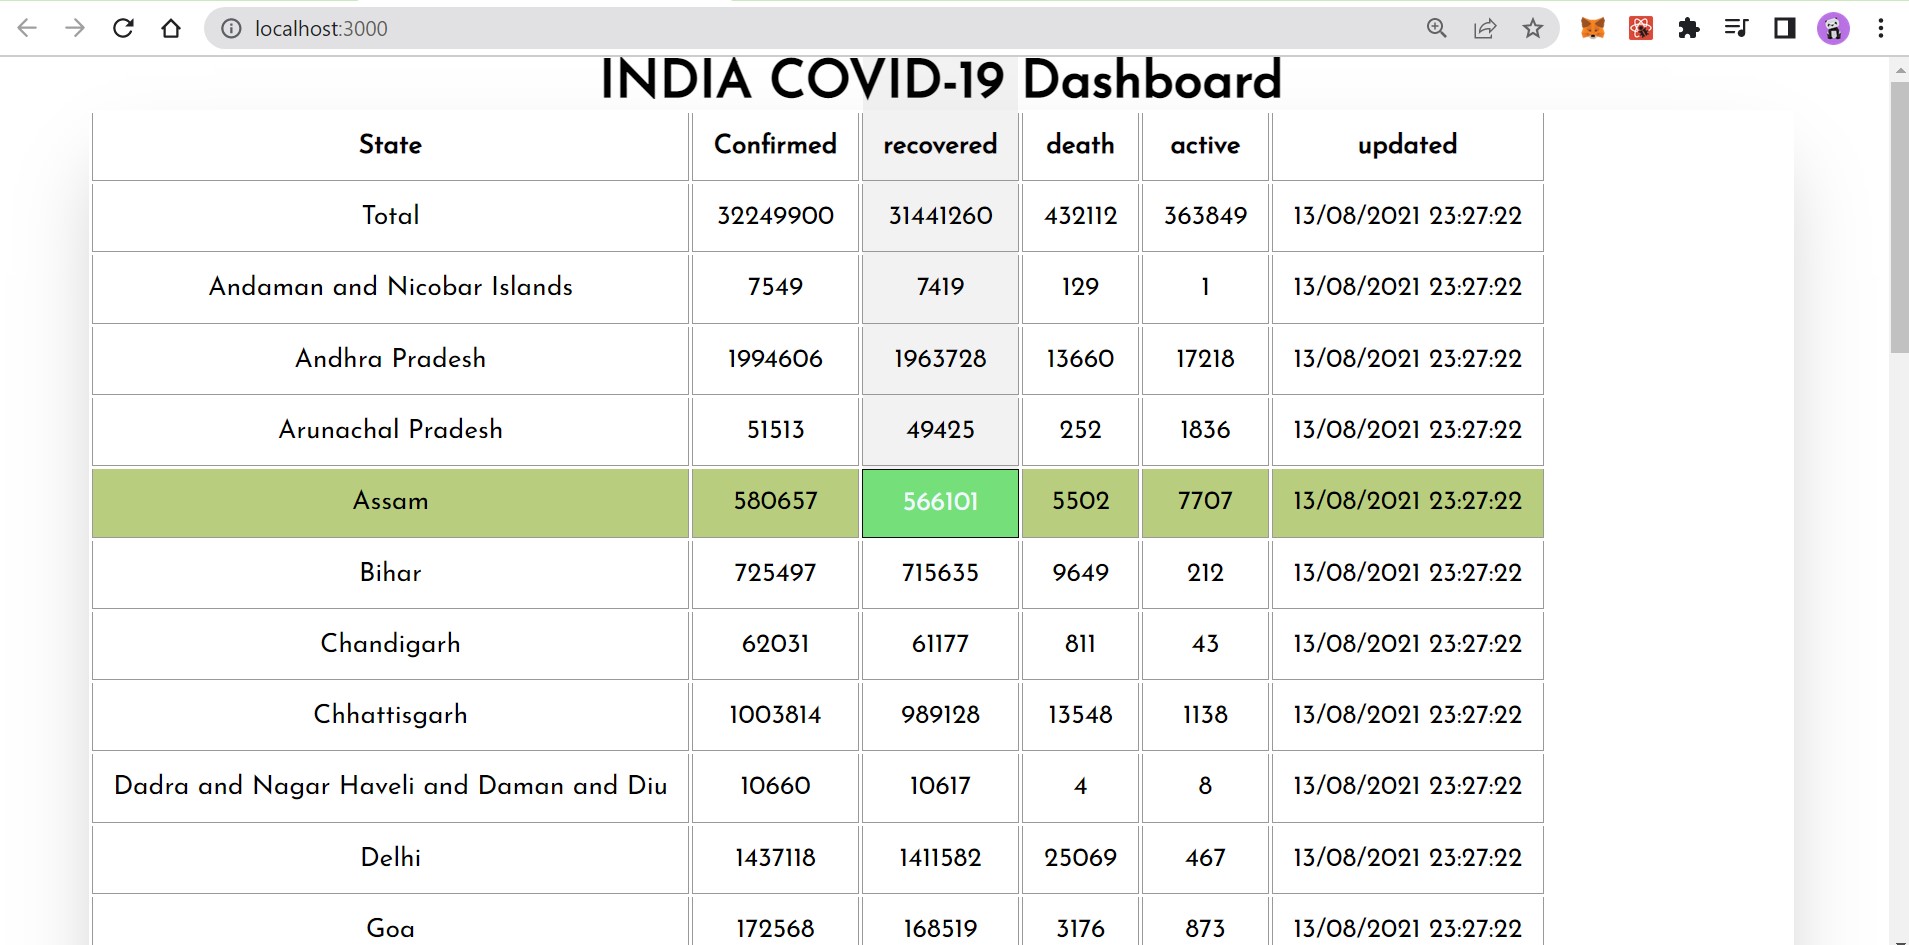 localhost:3000
INDIA COVID-19 Dashboard
State Confirmed recovered death active updated
Total 32249900 31441260 432112 363849 13/08/2021 23:27:22
Andaman and Nicobar Islands 7549 7419 129 1 13/08/2021 23:27:22
Andhra Pradesh 1994606 1963728 13660 17218 13/08/2021 23:27:22
Arunachal Pradesh 51513 49425 252 1836 13/08/2021 23:27:22
Assam 580657 566101 5502 7707 13/08/2021 23:27:22
Bihar 725497 715635 9649 212 13/08/2021 23:27:22
Chandigarh 62031 61177 811 43 13/08/2021 23:27:22
Chhattisgarh 1003814 989128 13548 1138 13/08/2021 23:27:22
Dadra and Nagar Haveli and Daman and Diu 10660 10617 4 8 13/08/2021 23:27:22
Delhi 1437118 1411582 25069 467 13/08/2021 23:27:22
Goa 172568 168519 3176 873 13/08/2021 23:27:22